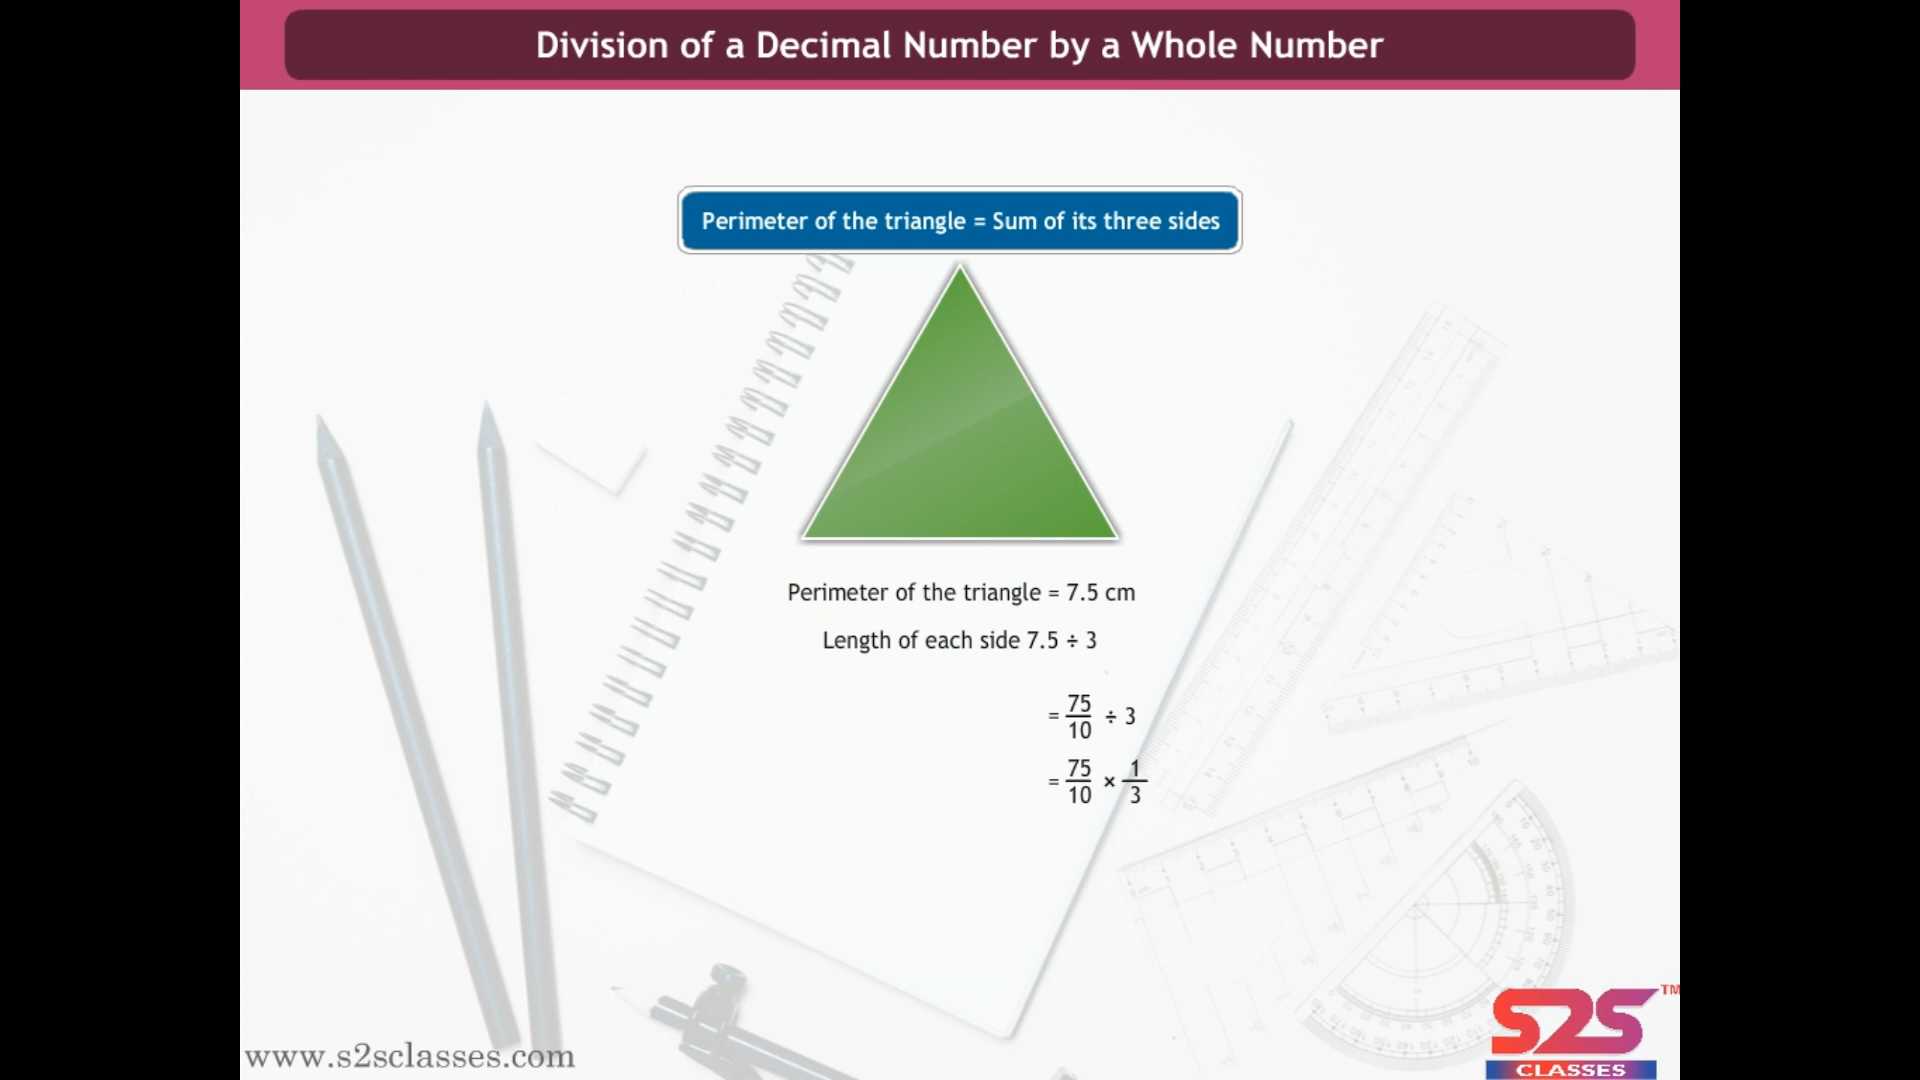 Division of a Decimal Number by a Whole Number
Perimeter of the triangle = Sum of its three sides
Perimeter of the triangle = 7.5 cm
Length of each side 7.5 ÷ 3
= 75/10 ÷ 3
= 75/10 × 1/3
www.s2sclasses.com
S2S TM
CLASSES